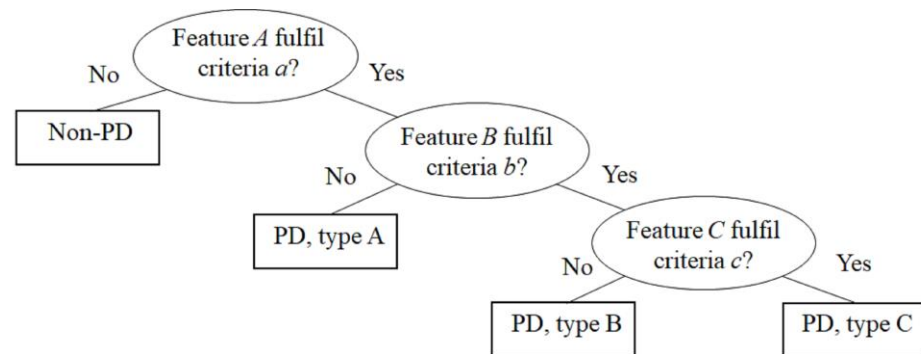 Feature A fulfil
criteria a?
No
Yes
Non-PD
Feature B fulfil
criteria b?
No
Yes
PD, type A
Feature C fulfil
criteria c?
No
Yes
PD, type B
PD, type C